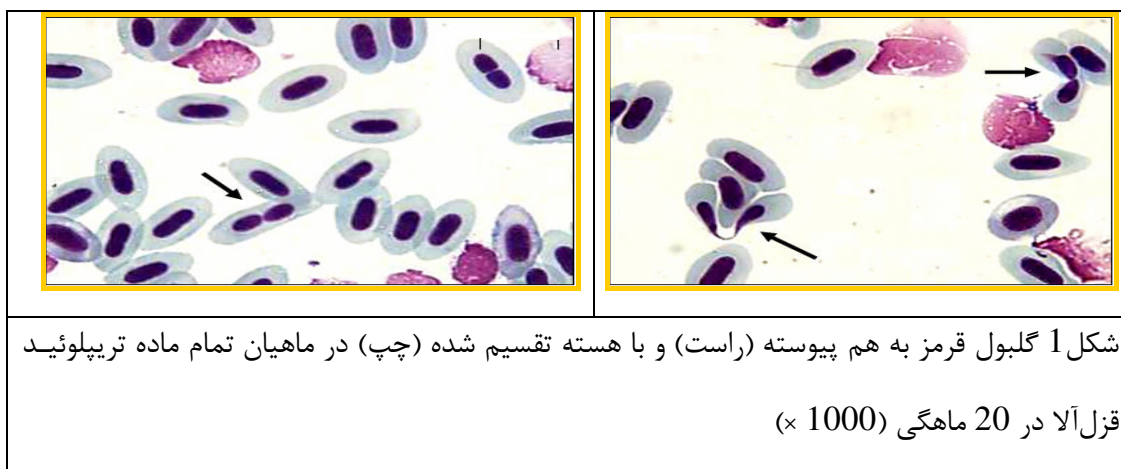 شکل1 گلبول قرمز به هم پیوسته (راست) و با هسته تقسیم شده (چپ) در ماهیان تمام ماده تریپلوئید
قزل‌آلا در 20 ماهگی (1000 ×)